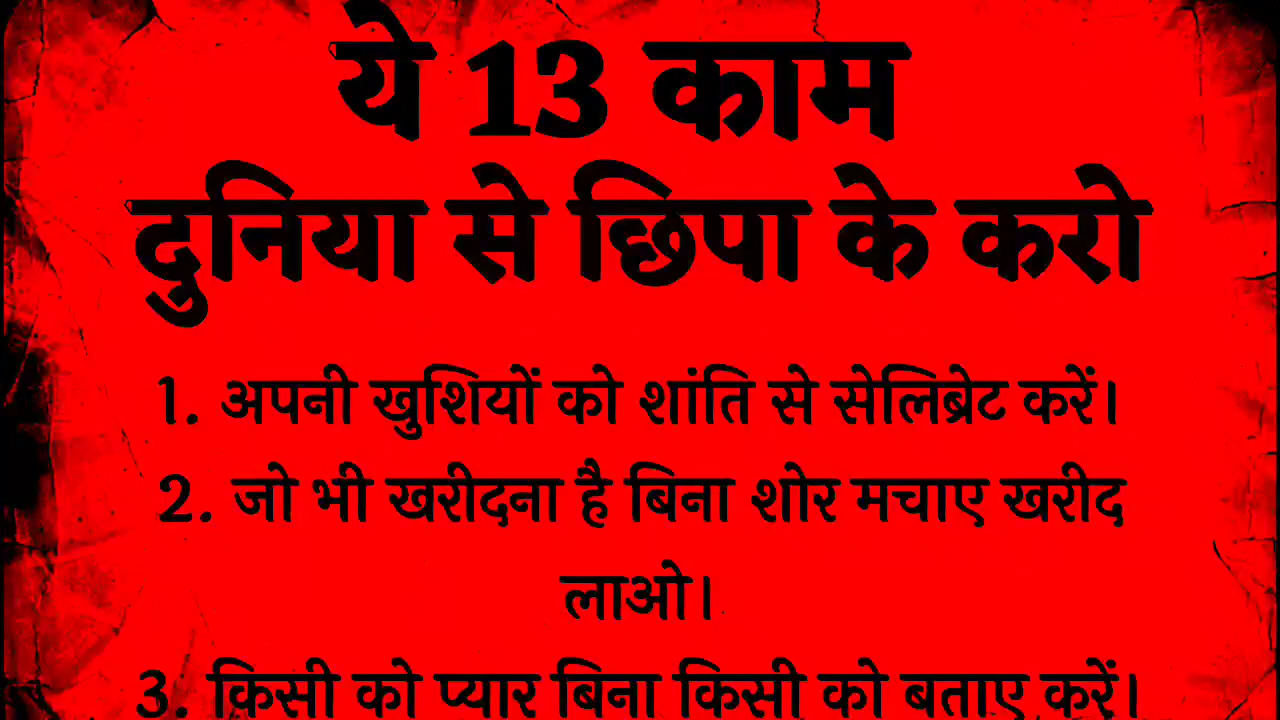 ये 13 काम
दुनिया से छिपा के करो
1. अपनी खुशियों को शांति से सेलिब्रेट करें।
2. जो भी खरीदना है बिना शोर मचाए खरीद
लाओ।
3. किसी को प्यार बिना किसी को बताए करें।